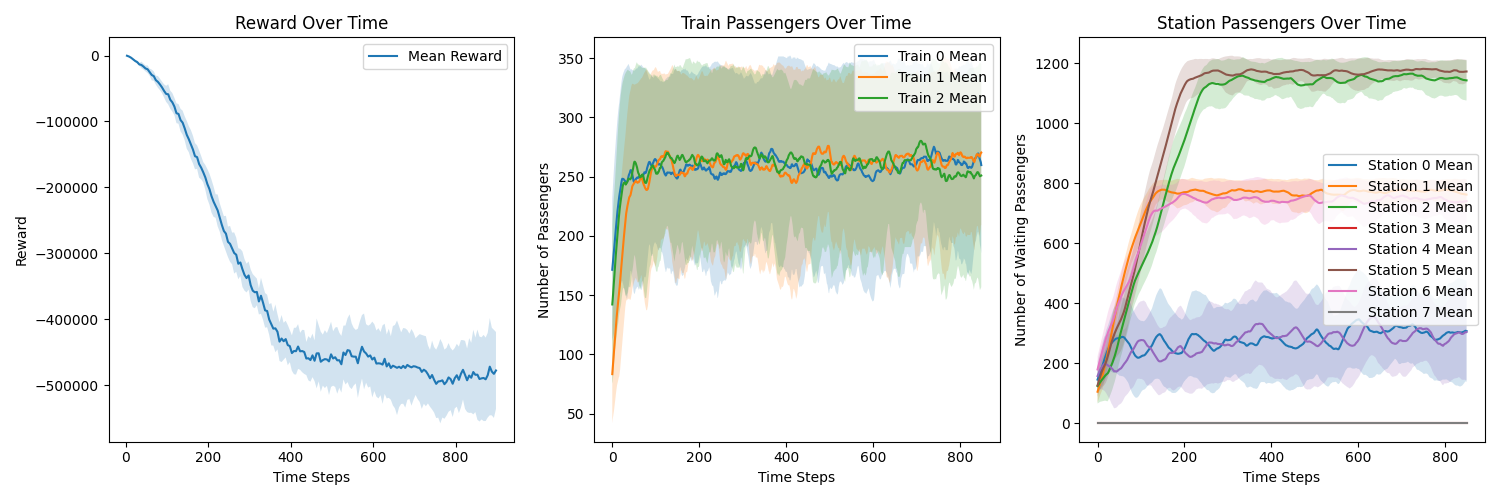 Reward Over Time
Mean Reward
0
−100000
−200000
−300000
−400000
−500000
Reward
0 200 400 600 800
Time Steps
Train Passengers Over Time
Train 0 Mean
Train 1 Mean
Train 2 Mean
350
300
250
200
150
100
50
Number of Passengers
0 200 400 600 800
Time Steps
Station Passengers Over Time
1200
1000
800
600
400
200
0
Number of Waiting Passengers
Station 0 Mean
Station 1 Mean
Station 2 Mean
Station 3 Mean
Station 4 Mean
Station 5 Mean
Station 6 Mean
Station 7 Mean
0 200 400 600 800
Time Steps